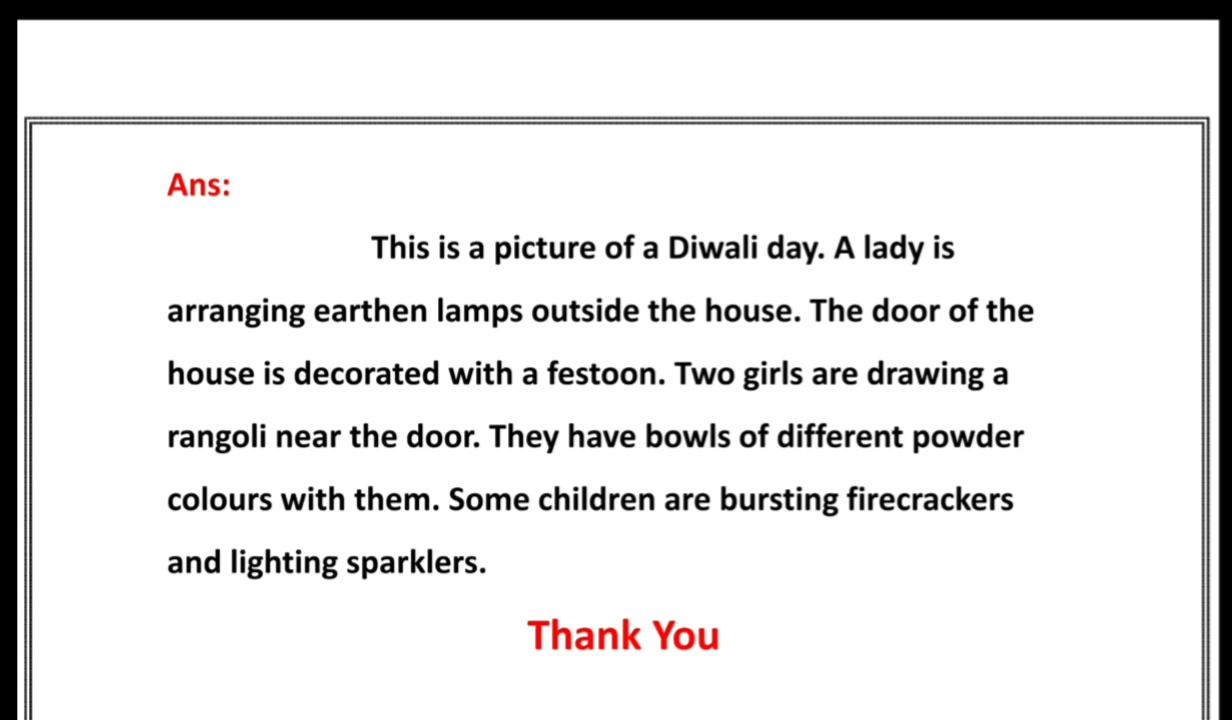 Ans:
This is a picture of a Diwali day. A lady is
arranging earthen lamps outside the house. The door of the
house is decorated with a festoon. Two girls are drawing a
rangoli near the door. They have bowls of different powder
colours with them. Some children are bursting firecrackers
and lighting sparklers.
Thank You